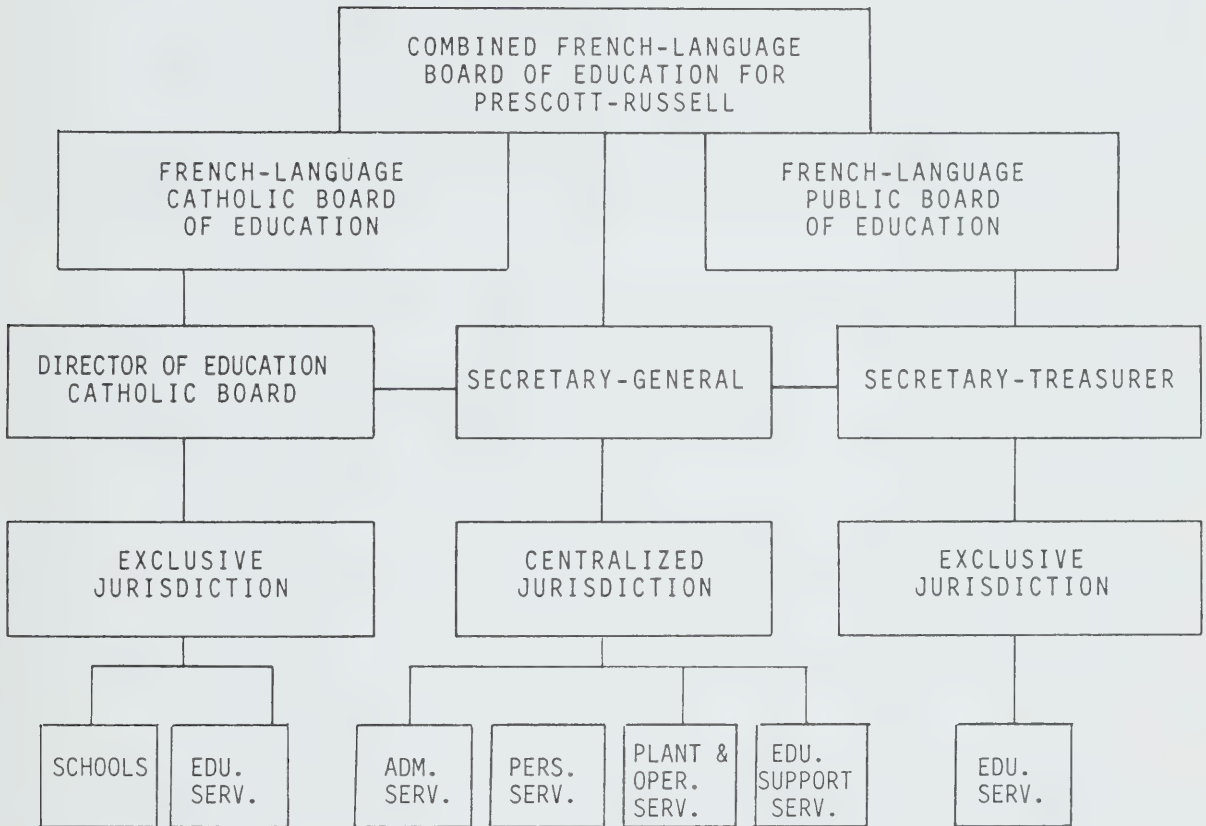 COMBINED FRENCH-LANGUAGE
BOARD OF EDUCATION FOR
PRESCOTT-RUSSELL
FRENCH-LANGUAGE
CATHOLIC BOARD
OF EDUCATION
FRENCH-LANGUAGE
PUBLIC BOARD
OF EDUCATION
DIRECTOR OF EDUCATION
CATHOLIC BOARD
SECRETARY-GENERAL
SECRETARY-TREASURER
EXCLUSIVE
JURISDICTION
CENTRALIZED
JURISDICTION
EXCLUSIVE
JURISDICTION
SCHOOLS
EDU.
SERV.
ADM.
SERV.
PERS.
SERV.
PLANT &
OPER.
SERV.
EDU.
SUPPORT
SERV.
EDU.
SERV.